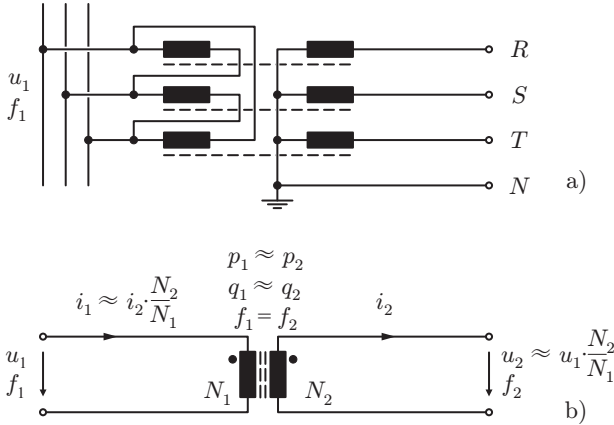 u₁
f₁
R
S
T
N
a)
p₁ ≈ p₂
q₁ ≈ q₂
f₁ = f₂
i₁ ≈ i₂·N₂/N₁
i₂
u₁
f₁
N₁
N₂
u₂ ≈ u₁·N₂/N₁
f₂
b)